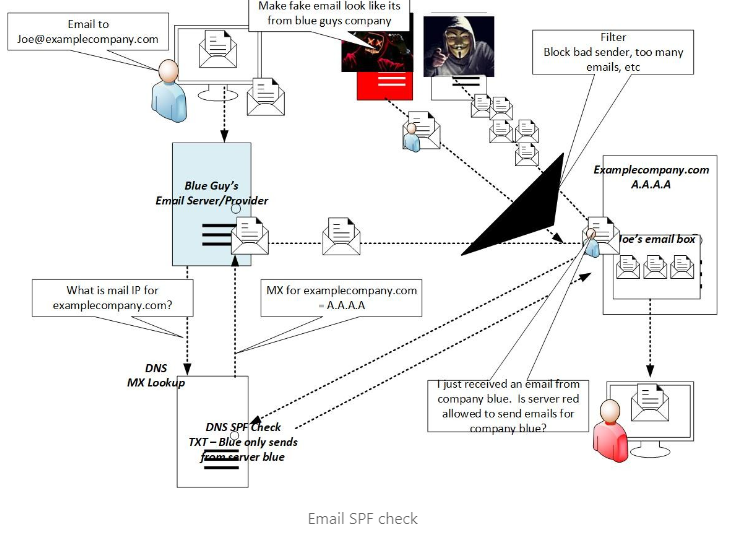 Make fake email look like its
from blue guys company
Email to
Joe@examplecompany.com
Filter
Block bad sender, too many
emails, etc
Examplecompany.com
A.A.A.A
Blue Guy's
Email Server/Provider
Joe's email box
What is mail IP for
examplecompany.com?
MX for examplecompany.com
= A.A.A.A
DNS
MX Lookup
I just received an email from
company blue. Is server red
allowed to send emails for
company blue?
DNS SPF Check
TXT – Blue only sends
from server blue
Email SPF check